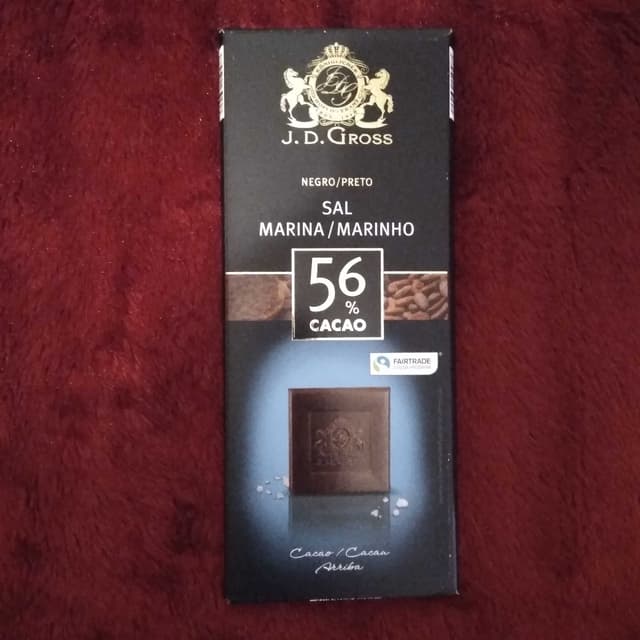 J. D. GROSS
NEGRO/PRETO
SAL
MARINA / MARINHO
56
%
CACAO
FAIRTRADE
Cacao / Cacau
Arriba